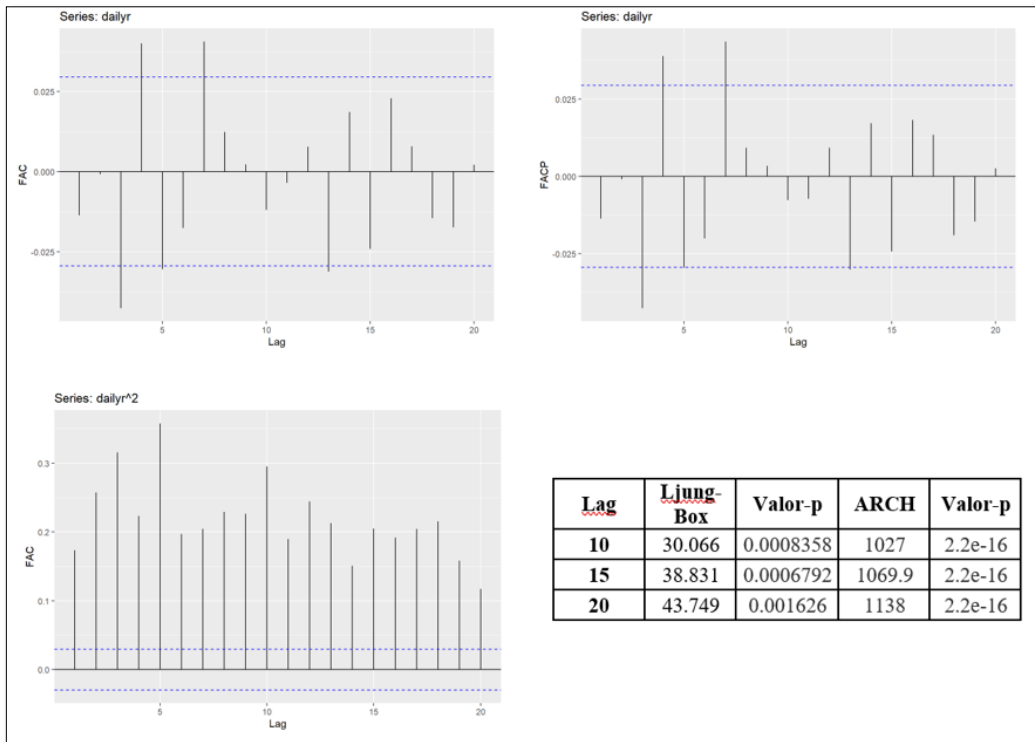 Series: dailyr
FAC
0.025
0.000
-0.025
5
10
15
20
Lag
Series: dailyr
FACP
0.025
0.000
-0.025
5
10
15
20
Lag
Series: dailyr^2
FAC
0.3
0.2
0.1
0.0
5
10
15
20
Lag
Lag Ljung-Box Valor-p ARCH Valor-p
10 30.066 0.0008358 1027 2.2e-16
15 38.831 0.0006792 1069.9 2.2e-16
20 43.749 0.001626 1138 2.2e-16